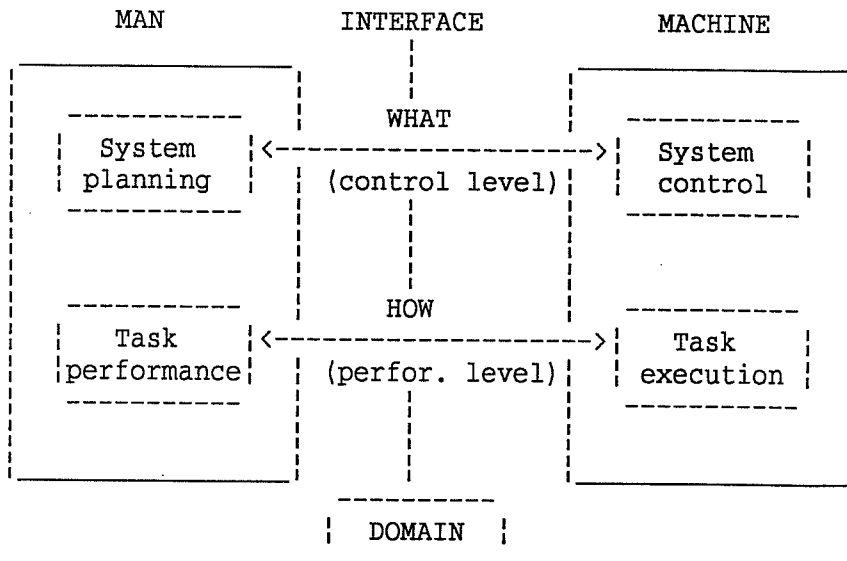 MAN INTERFACE MACHINE
WHAT
System planning
System control
(control level)
HOW
Task performance
Task execution
(perfor. level)
DOMAIN